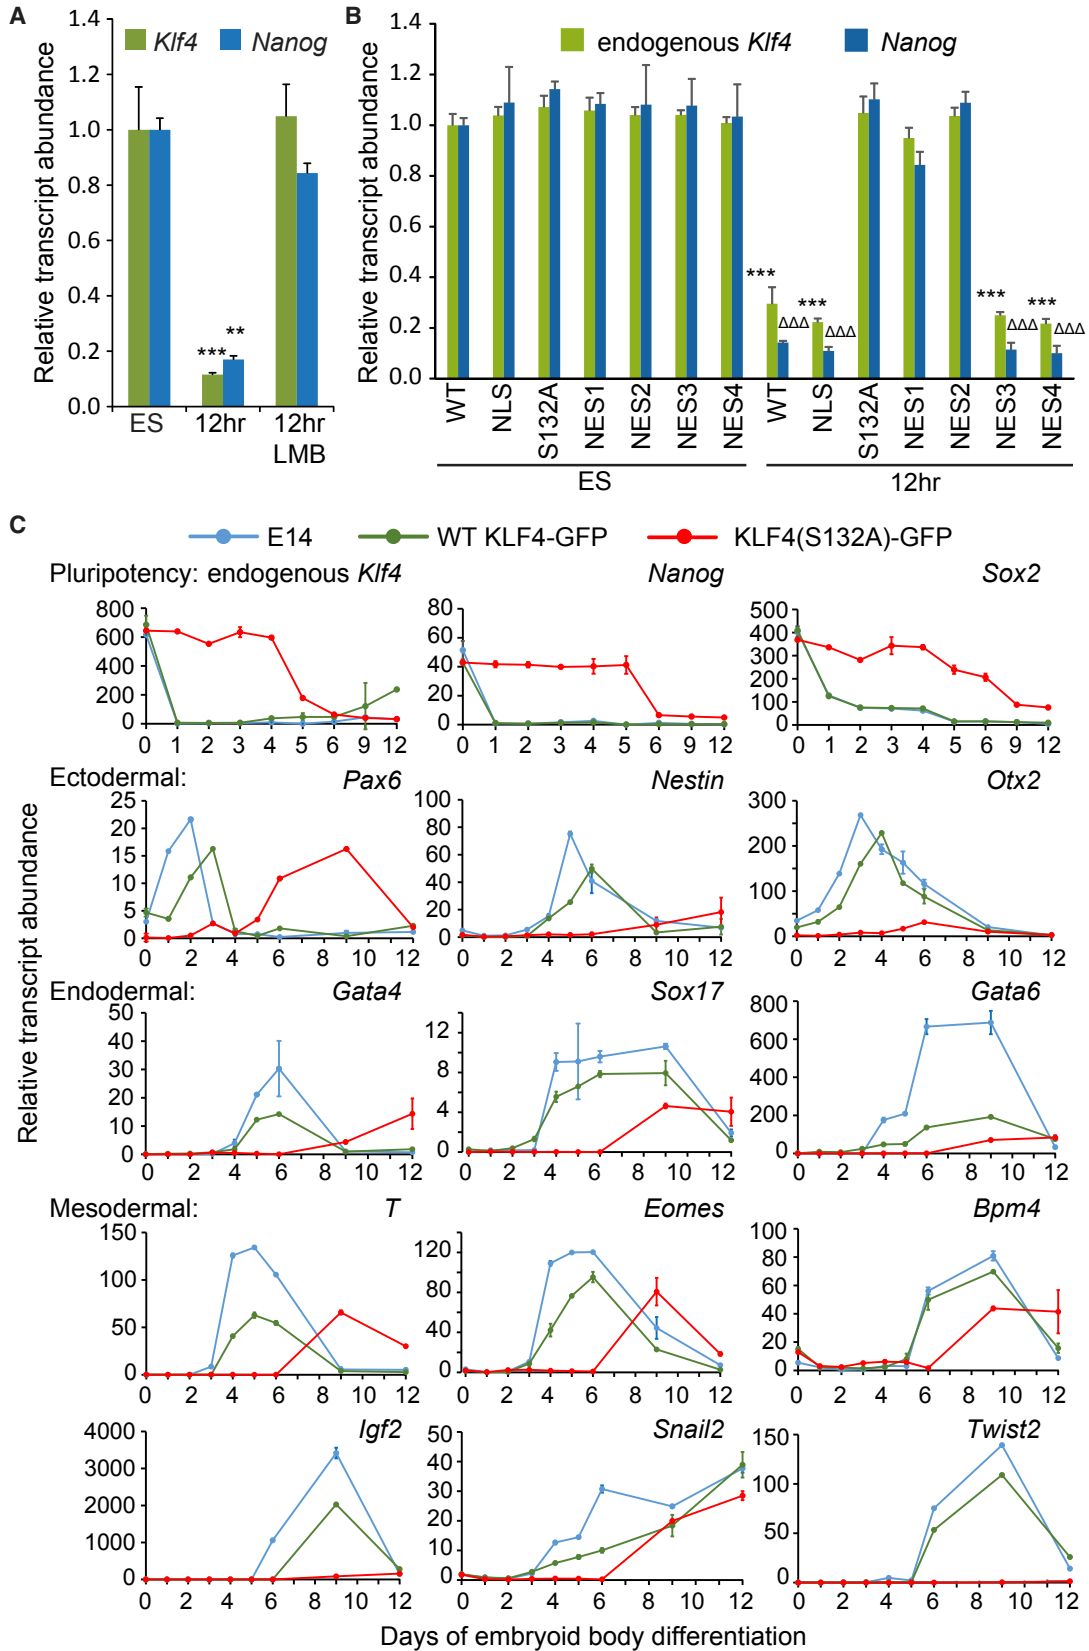 A
Relative transcript abundance
1.4
1.2
1.0
0.8
0.6
0.4
0.2
0.0
Klf4
Nanog
***
**
ES
12hr
12hr
LMB
B
Relative transcript abundance
1.4
1.2
1.0
0.8
0.6
0.4
0.2
0.0
endogenous Klf4
Nanog
***
ΔΔΔ
***
ΔΔΔ
***
ΔΔΔ
***
ΔΔΔ
WT
NLS
S132A
NES1
NES2
NES3
NES4
WT
NLS
S132A
NES1
NES2
NES3
NES4
ES
12hr
C
E14
WT KLF4-GFP
KLF4(S132A)-GFP
Relative transcript abundance
Pluripotency: endogenous Klf4
800
600
400
200
0
0 1 2 3 4 5 6 9 12
Nanog
80
60
40
20
0
0 1 2 3 4 5 6 9 12
Sox2
500
400
300
200
100
0
0 1 2 3 4 5 6 9 12
Ectodermal:
Pax6
25
20
15
10
5
0
0 2 4 6 8 10 12
Nestin
100
80
60
40
20
0
0 2 4 6 8 10 12
Otx2
300
200
100
0
0 2 4 6 8 10 12
Endodermal:
Gata4
50
40
30
20
10
0
0 2 4 6 8 10 12
Sox17
12
8
4
0
0 2 4 6 8 10 12
Gata6
800
600
400
200
0
0 2 4 6 8 10 12
Mesodermal:
T
150
100
50
0
0 2 4 6 8 10 12
Eomes
120
80
40
0
0 2 4 6 8 10 12
Bpm4
100
80
60
40
20
0
0 2 4 6 8 10 12
Igf2
4000
3000
2000
1000
0
0 2 4 6 8 10 12
Snail2
50
40
30
20
10
0
0 2 4 6 8 10 12
Twist2
150
100
50
0
0 2 4 6 8 10 12
Days of embryoid body differentiation